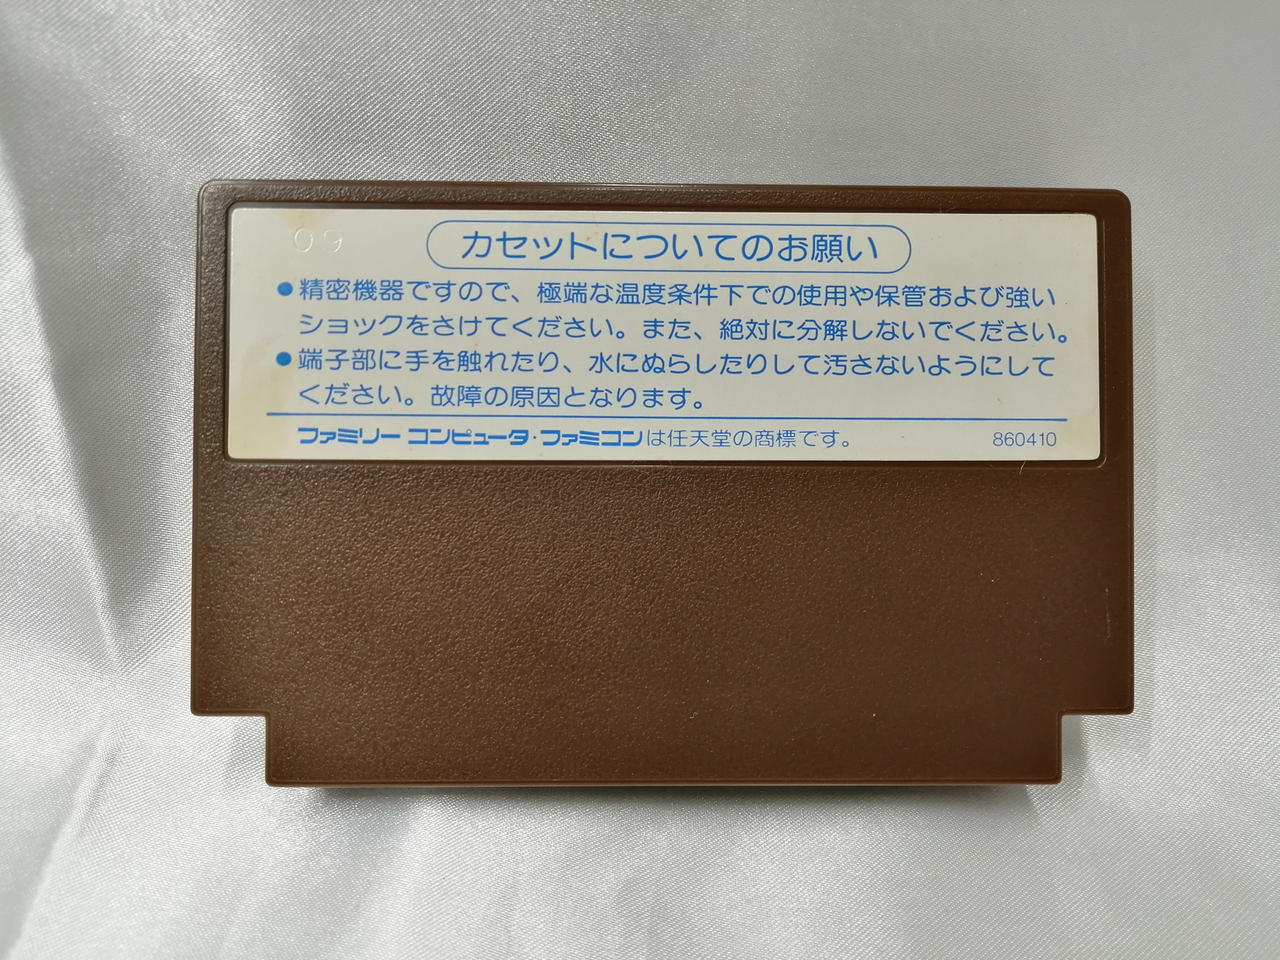 09
カセットについてのお願い
●精密機器ですので、極端な温度条件下での使用や保管および強い
ショックをさけてください。また、絶対に分解しないでください。
●端子部に手を触れたり、水にぬらしたりして汚さないようにして
ください。故障の原因となります。
ファミリー コンピュータ・ファミコンは任天堂の商標です。 860410